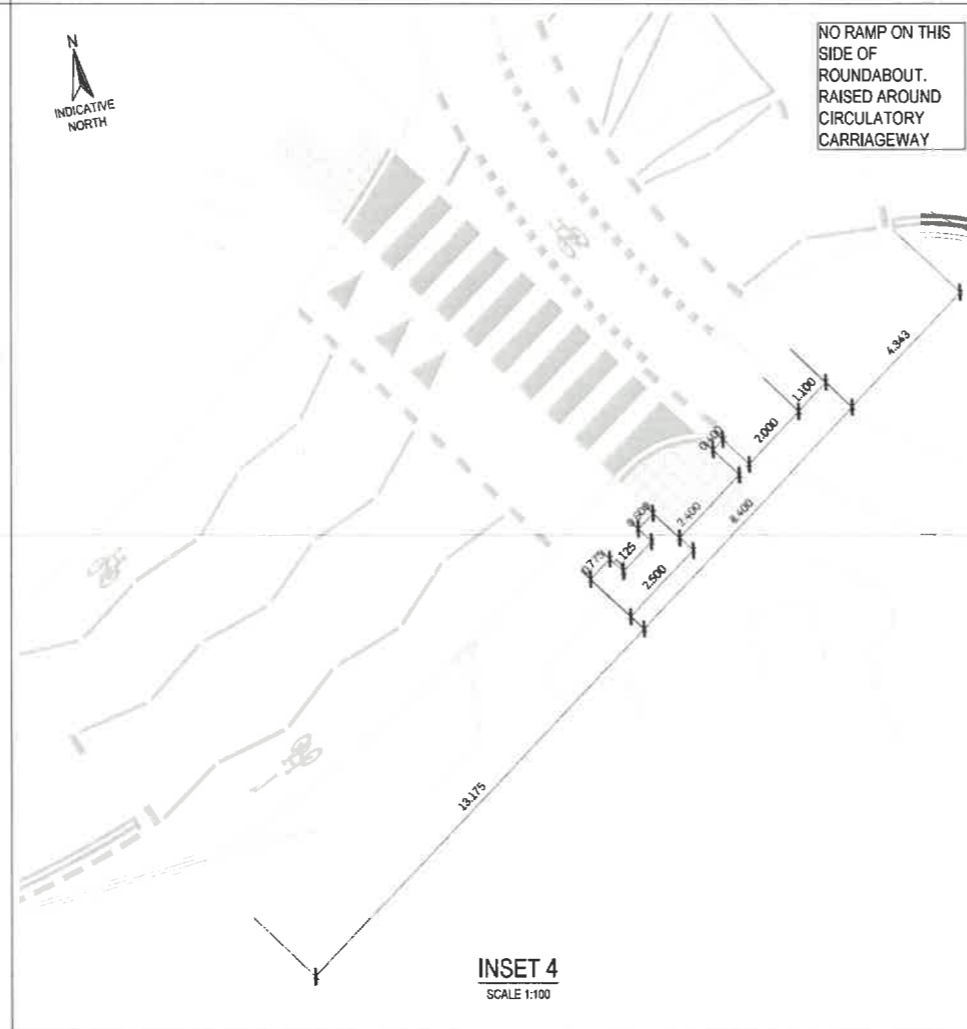 N
INDICATIVE
NORTH
NO RAMP ON THIS
SIDE OF
ROUNDABOUT.
RAISED AROUND
CIRCULATORY
CARRIAGEWAY
4.343
1.100
2.000
2.400
8.400
2.500
13.175
INSET 4
SCALE 1:100